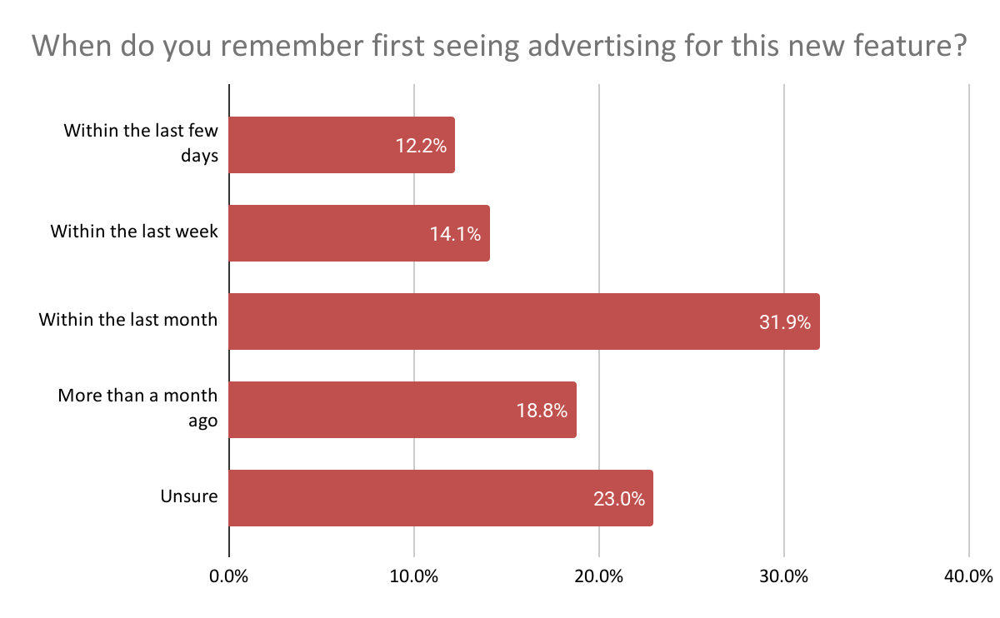 When do you remember first seeing advertising for this new feature?
Within the last few
days
12.2%
Within the last week
14.1%
Within the last month
31.9%
More than a month
ago
18.8%
Unsure
23.0%
0.0%
10.0%
20.0%
30.0%
40.0%